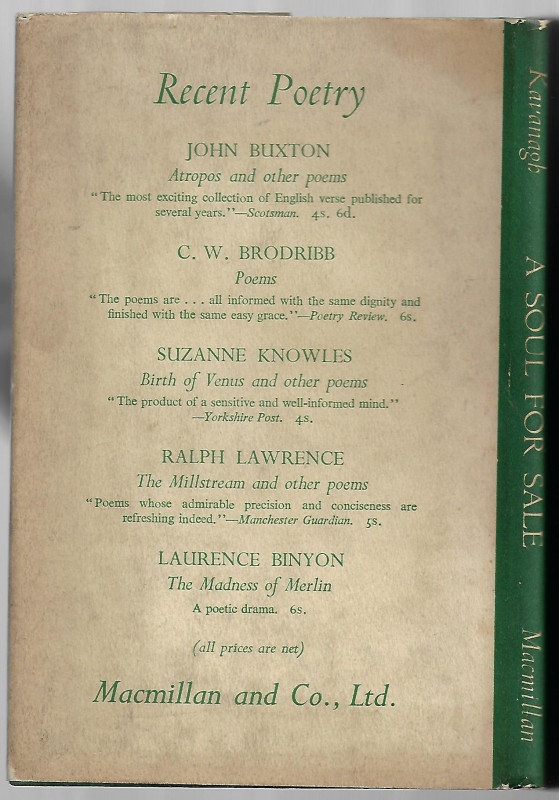 Recent Poetry
JOHN BUXTON
Atropos and other poems
“The most exciting collection of English verse published for
several years.”—Scotsman. 4s. 6d.
C. W. BRODRIBB
Poems
“The poems are . . . all informed with the same dignity and
finished with the same easy grace.”—Poetry Review. 6s.
SUZANNE KNOWLES
Birth of Venus and other poems
“The product of a sensitive and well-informed mind.”
—Yorkshire Post. 4s.
RALPH LAWRENCE
The Millstream and other poems
“Poems whose admirable precision and conciseness are
refreshing indeed.”—Manchester Guardian. 5s.
LAURENCE BINYON
The Madness of Merlin
A poetic drama. 6s.
(all prices are net)
Macmillan and Co., Ltd.
Kavanagh A SOUL FOR SALE Macmillan